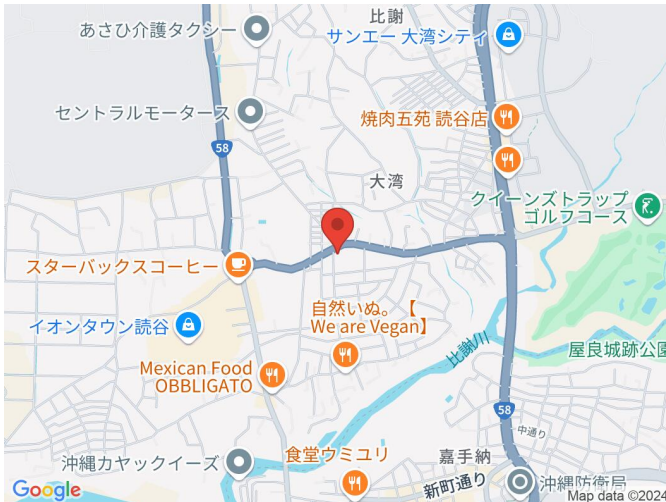 比謝
あさひ介護タクシー
サンエー 大湾シティ
セントラルモータース
焼肉五苑 読谷店
58
大湾
クイーンズトラップ
ゴルフコース
スターバックスコーヒー
自然いぬ。【
We are Vegan】
イオンタウン読谷
比謝川
屋良城跡公園
Mexican Food
OBBLIGATO
58
中通り
嘉手納
食堂ウミユリ
沖縄カヤックイーズ
新町通り
沖縄防衛局
Google
Map data ©2024